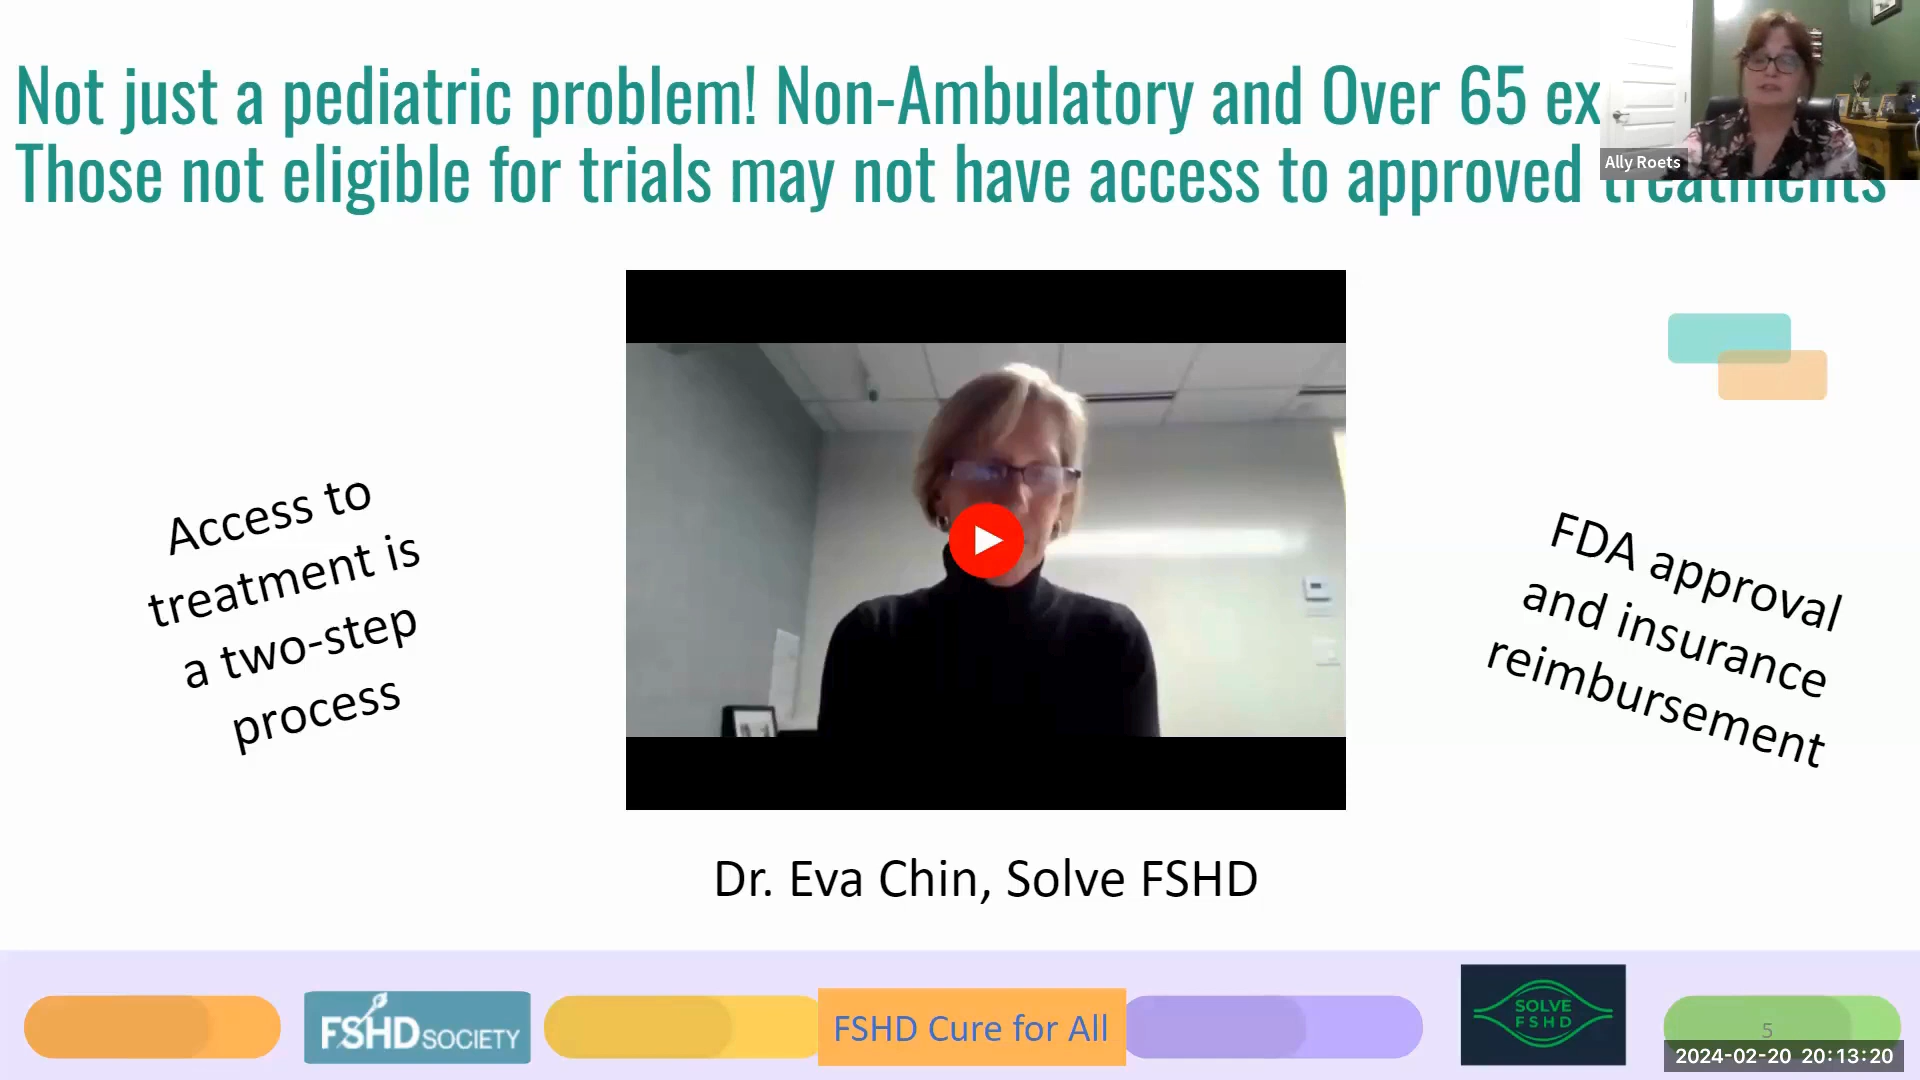 Not just a pediatric problem! Non-Ambulatory and Over 65 ex
Those not eligible for trials may not have access to approved treatments
Ally Roets
Access to
treatment is
a two-step
process
FDA approval
and insurance
reimbursement
Dr. Eva Chin, Solve FSHD
FSHD SOCIETY
FSHD Cure for All
SOLVE
FSHD
5
2024-02-20 20:13:20